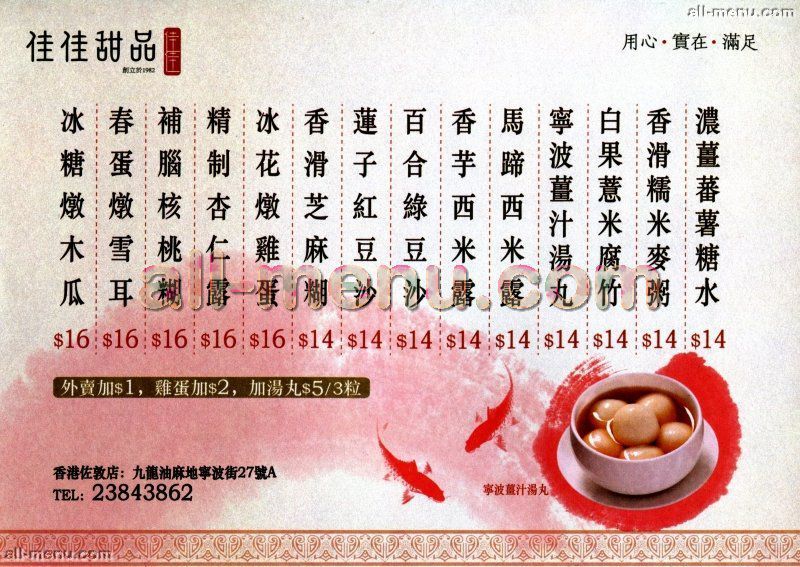 all-menu.com
佳佳甜品
創立於1982
用心•實在•滿足
濃薑蕃薯糖水 $14
香滑糯米麥粥 $14
白果薏米腐竹 $14
寧波薑汁湯丸 $14
馬蹄西米露 $14
香芋西米露 $14
百合綠豆沙 $14
蓮子紅豆沙 $14
香滑芝麻糊 $14
冰花燉雞蛋 $16
精制杏仁露 $16
補腦核桃糊 $16
春蛋燉雪耳 $16
冰糖燉木瓜 $16
all-menu.com
外賣加$1，雞蛋加$2，加湯丸$5/3粒
香港佐敦店：九龍油麻地寧波街27號A
TEL: 23843862
寧波薑汁湯丸
all-menu.com
all-menu.com